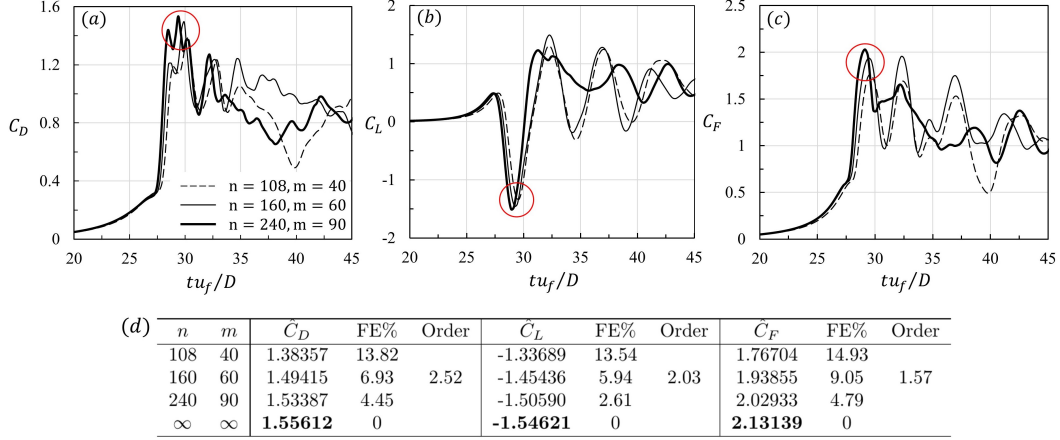 (a)
1.6
1.2
0.8
0.4
0
C_D
20 25 30 35 40 45
tu_f/D
n = 108, m = 40
n = 160, m = 60
n = 240, m = 90
(b)
2
1
0
-1
-2
C_L
20 25 30 35 40 45
tu_f/D
(c)
2.5
2
1.5
1
0.5
0
C_F
20 25 30 35 40 45
tu_f/D
(d)
n m Ĉ_D FE% Order Ĉ_L FE% Order Ĉ_F FE% Order
108 40 1.38357 13.82 -1.33689 13.54 1.76704 14.93
160 60 1.49415 6.93 2.52 -1.45436 5.94 2.03 1.93855 9.05 1.57
240 90 1.53387 4.45 -1.50590 2.61 2.02933 4.79
∞ ∞ 1.55612 0 -1.54621 0 2.13139 0